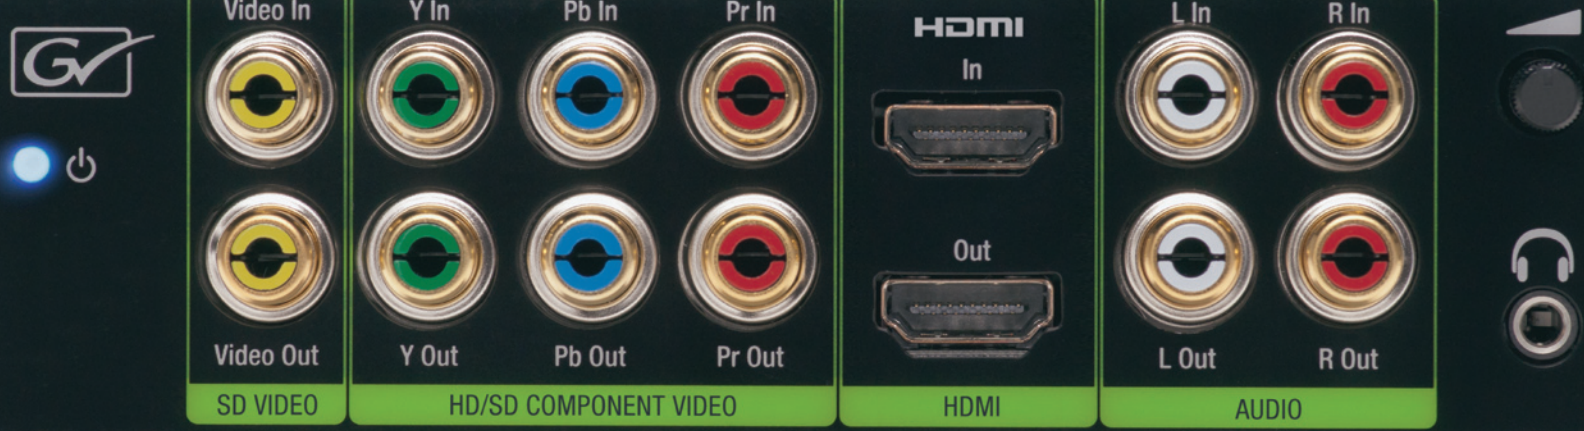 Video In
Y In
Pb In
Pr In
HDMI
In
L In
R In
GV
Out
Video Out
Y Out
Pb Out
Pr Out
L Out
R Out
SD VIDEO
HD/SD COMPONENT VIDEO
HDMI
AUDIO